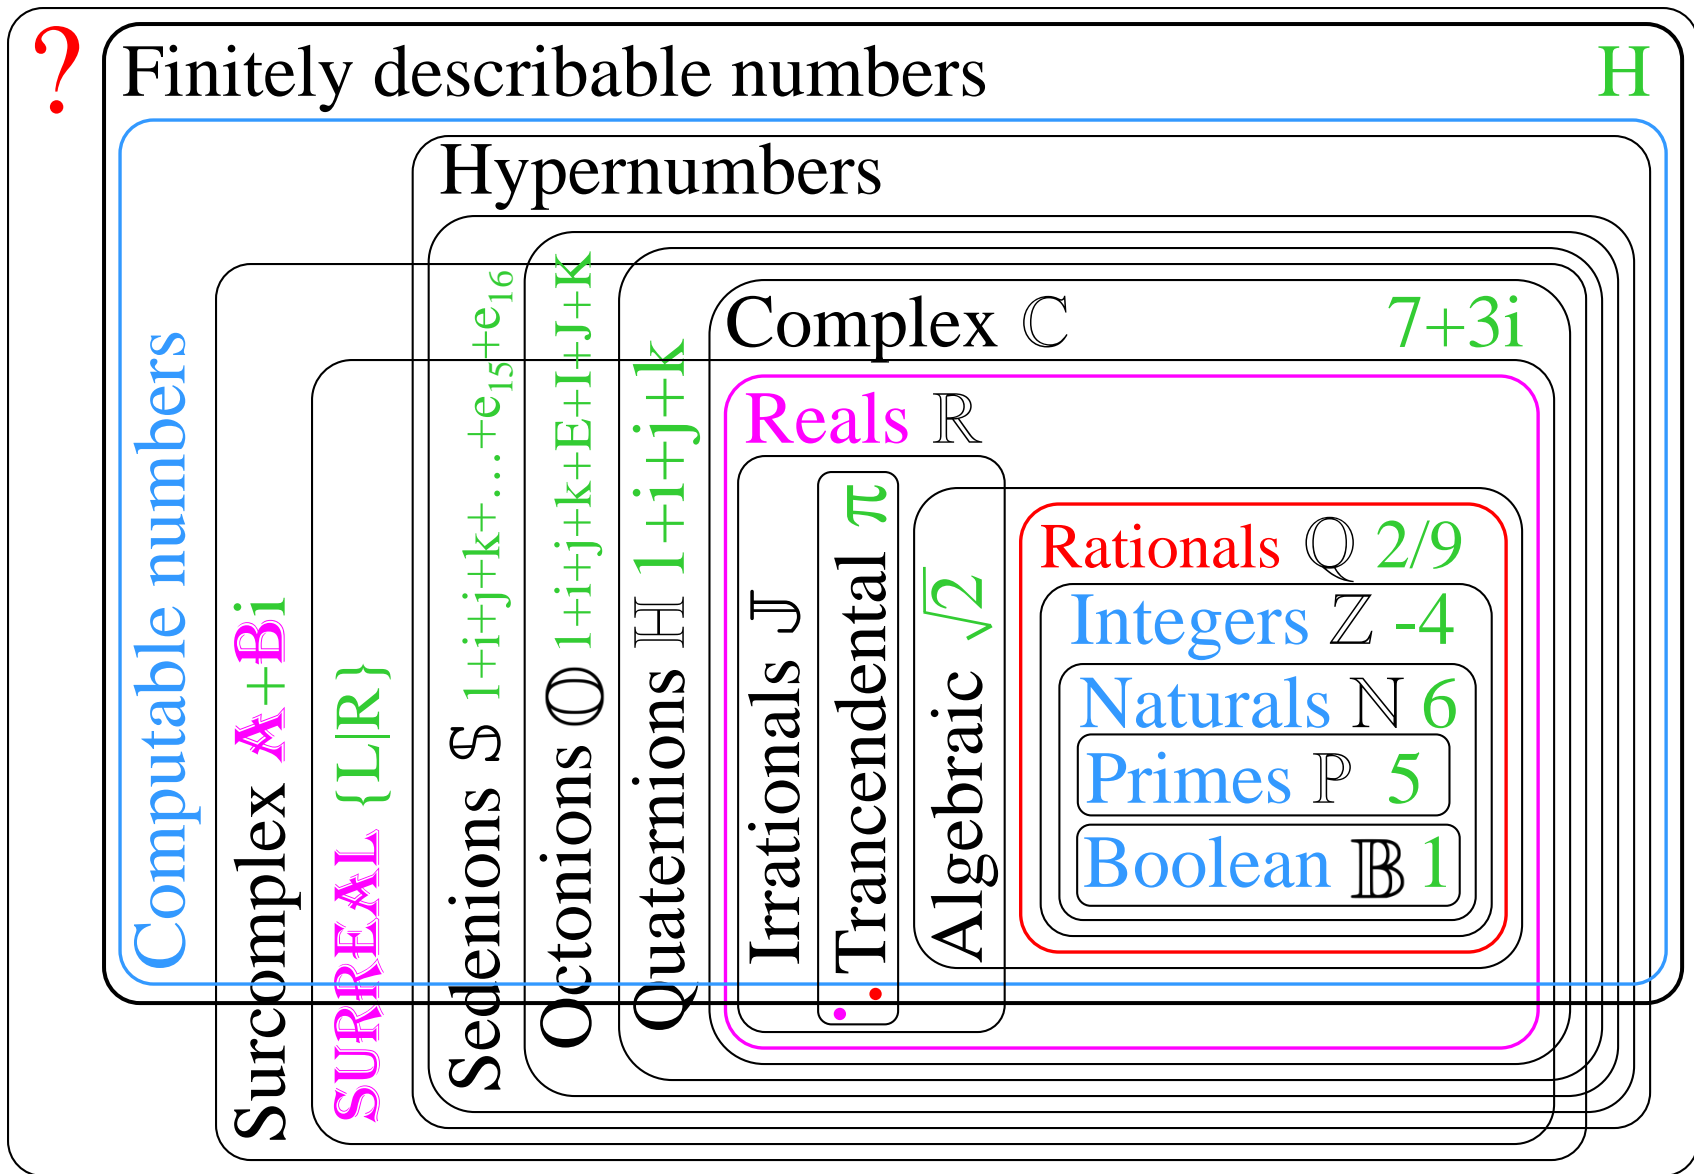 ?
Finitely describable numbers H
Computable numbers
Surcomplex A+Bi
SURREAL {L|R}
Hypernumbers
Sedenions 𝕊 1+i+j+k+...+e₁₅+e₁₆
Octonions 𝕆 1+i+j+k+E+I+J+K
Quaternions ℍ 1+i+j+k
Complex ℂ 7+3i
Reals ℝ
Irrationals 𝕁
Trancendental π
Algebraic √2
Rationals ℚ 2/9
Integers ℤ -4
Naturals ℕ 6
Primes ℙ 5
Boolean 𝔹 1